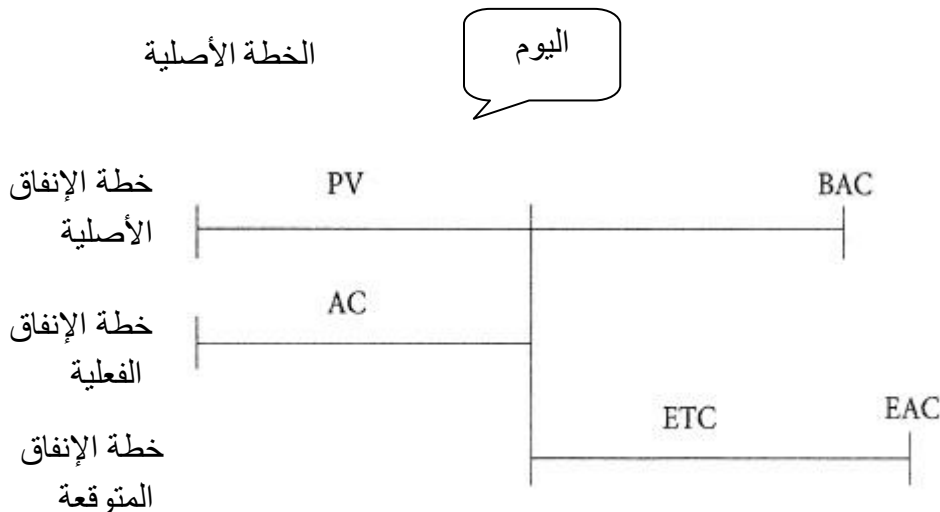 اليوم
الخطة الأصلية
خطة الإنفاق
الأصلية
PV
BAC
خطة الإنفاق
الفعلية
AC
خطة الإنفاق
المتوقعة
ETC
EAC